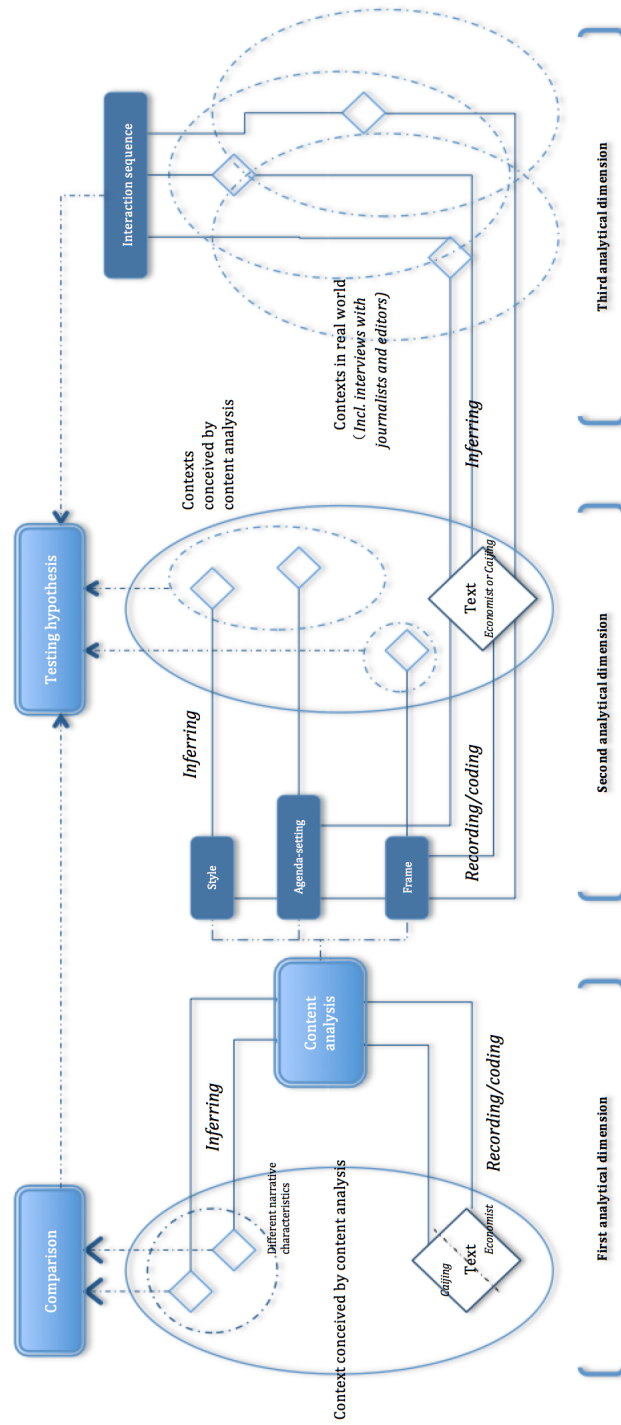 Comparison
Testing hypothesis
Interaction sequence
Inferring
Different narrative
characteristics
Context conceived by content analysis
Caijing
Text
Economist
Recording/coding
Content
analysis
Style
Agenda-setting
Frame
Inferring
Recording/coding
Contexts
conceived by
content analysis
Text
Economist or Caijing
Inferring
Contexts in real world
(Incl. interviews with
journalists and editors)
First analytical dimension
Second analytical dimension
Third analytical dimension